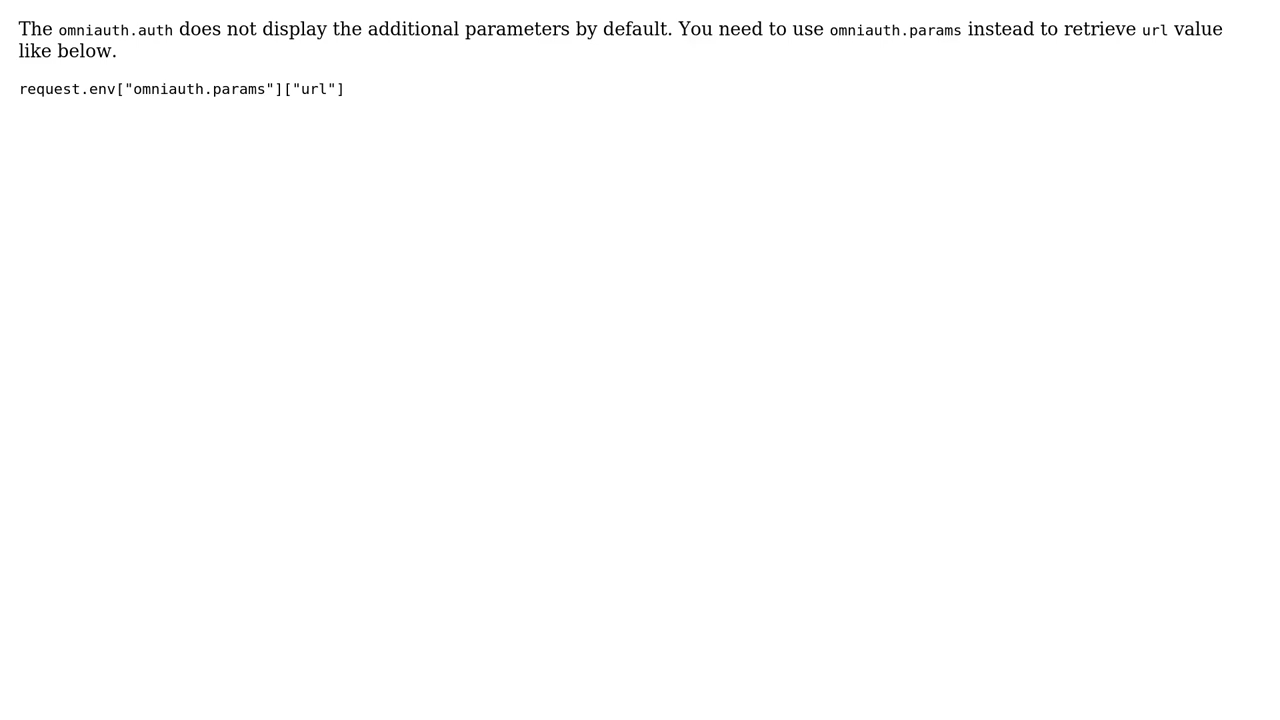 The omniauth.auth does not display the additional parameters by default. You need to use omniauth.params instead to retrieve url value
like below.
request.env["omniauth.params"]["url"]